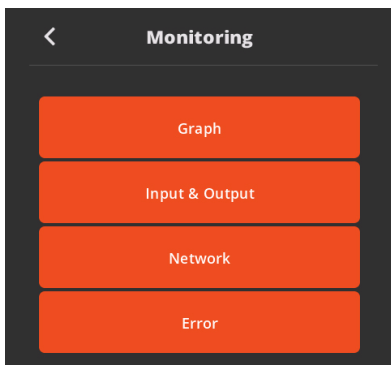 Monitoring
Graph
Input & Output
Network
Error